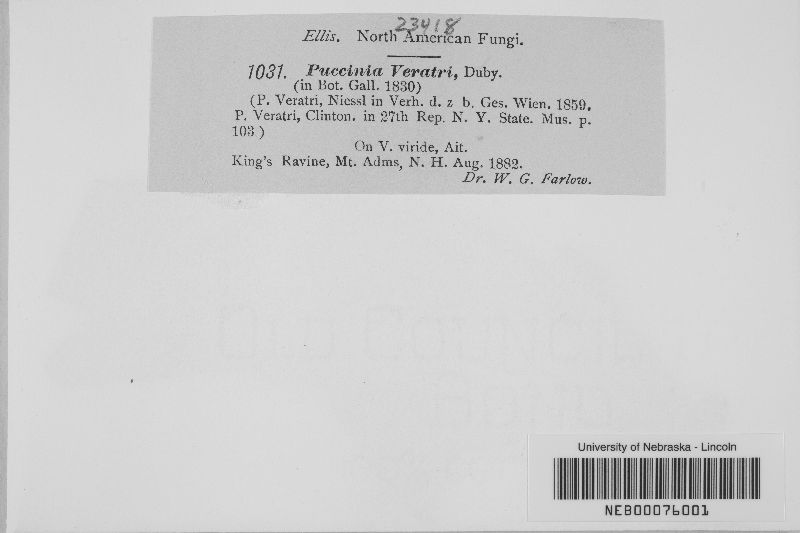 23418
Ellis. North American Fungi.
1031. Puccinia Veratri, Duby.
(in Bot. Gall. 1830)
(P. Veratri, Niessl in Verh. d. z b. Ges. Wien. 1859.
P. Veratri, Clinton. in 27th Rep. N. Y. State. Mus. p.
103 )
On V. viride, Ait.
King's Ravine, Mt. Adms, N. H. Aug. 1882.
Dr. W. G. Farlow.
University of Nebraska - Lincoln
NEB00076001